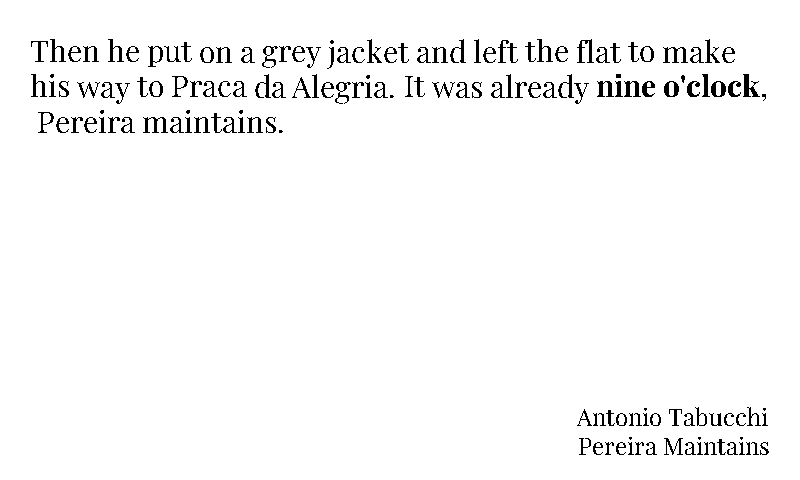 Then he put on a grey jacket and left the flat to make
his way to Praca da Alegria. It was already nine o'clock,
Pereira maintains.
Antonio Tabucchi
Pereira Maintains